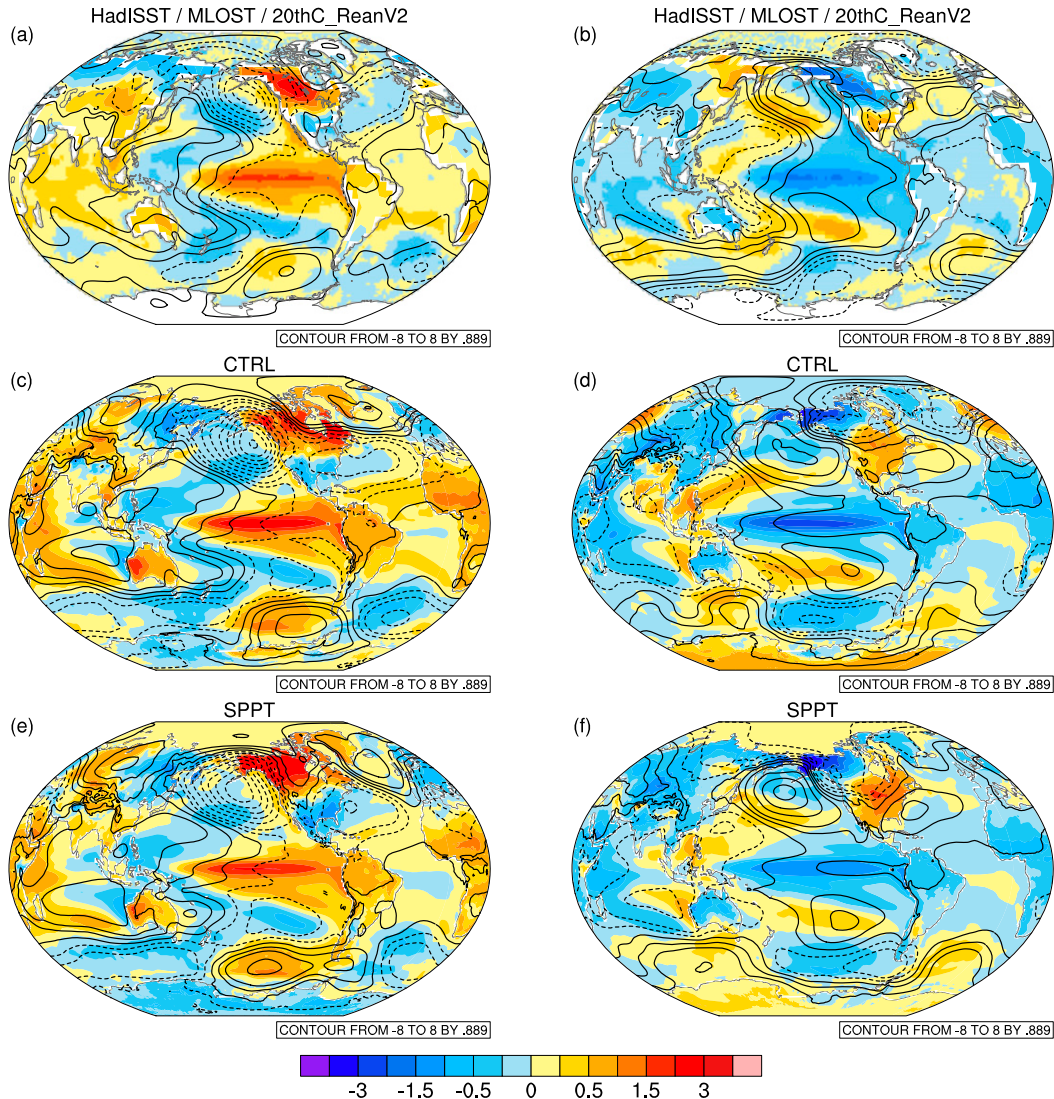 HadISST / MLOST / 20thC_ReanV2
HadISST / MLOST / 20thC_ReanV2
(a)
(b)
CONTOUR FROM -8 TO 8 BY .889
CONTOUR FROM -8 TO 8 BY .889
CTRL
CTRL
(c)
(d)
CONTOUR FROM -8 TO 8 BY .889
CONTOUR FROM -8 TO 8 BY .889
SPPT
SPPT
(e)
(f)
CONTOUR FROM -8 TO 8 BY .889
CONTOUR FROM -8 TO 8 BY .889
-3 -1.5 -0.5 0 0.5 1.5 3